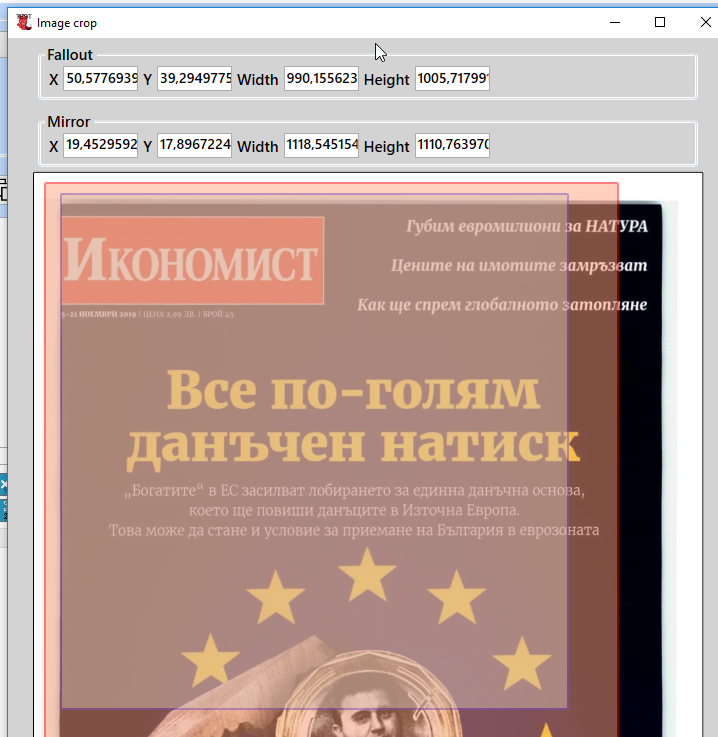 Image crop
Fallout
X 50,5776939 Y 39,2949775 Width 990,155623 Height 1005,71799
Mirror
X 19,4529592 Y 17,8967224 Width 1118,545154 Height 1110,763970
Икономист
Губим евромилиони за НАТУРА
Цените на имотите замръзват
Как ще спрем глобалното затопляне
5-21 НОЕМВРИ 2019 | ЦЕНА 2,99 ЛВ. | БРОЙ 45
Все по-голям
данъчен натиск
„Богатите“ в ЕС засилват лобирането за единна данъчна основа,
което ще повиши данъците в Източна Европа.
Това може да стане и условие за приемане на България в еврозоната